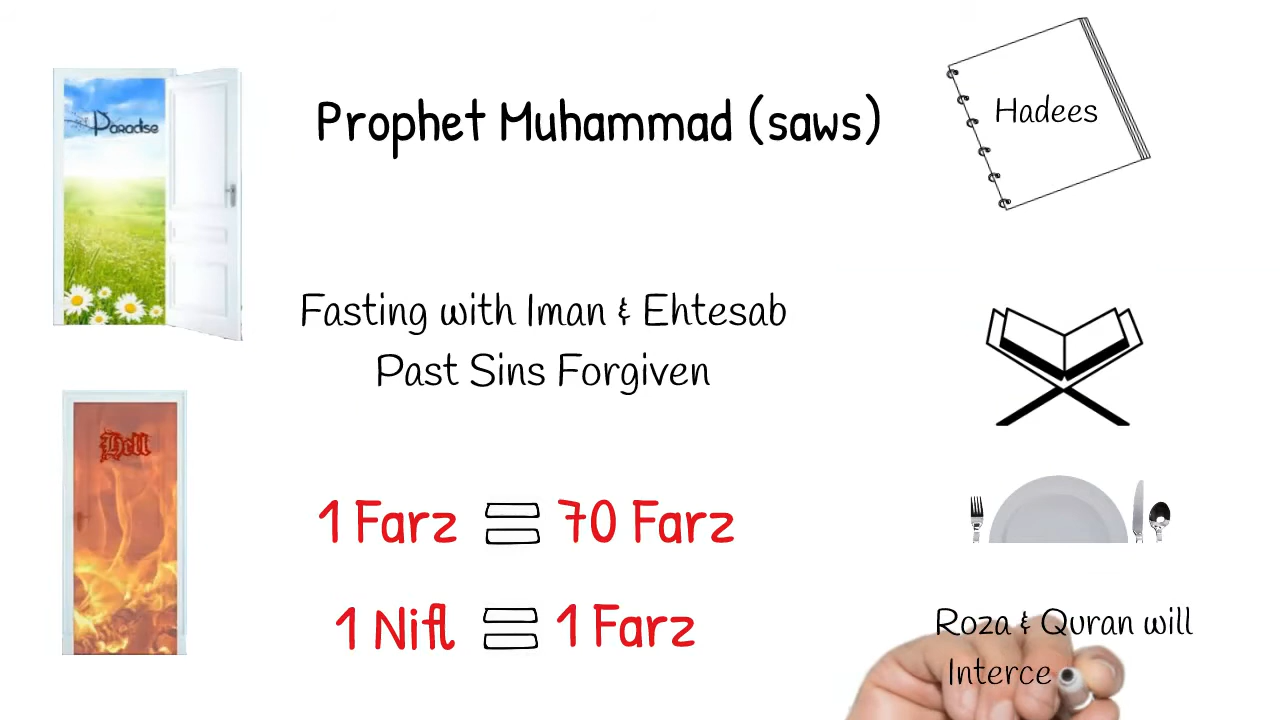 Paradise
Prophet Muhammad (saws)
Hadees
Fasting with Iman & Ehtesab
Past Sins Forgiven
Hell
1 Farz = 70 Farz
1 Nifl = 1 Farz
Roza & Quran will
Interce